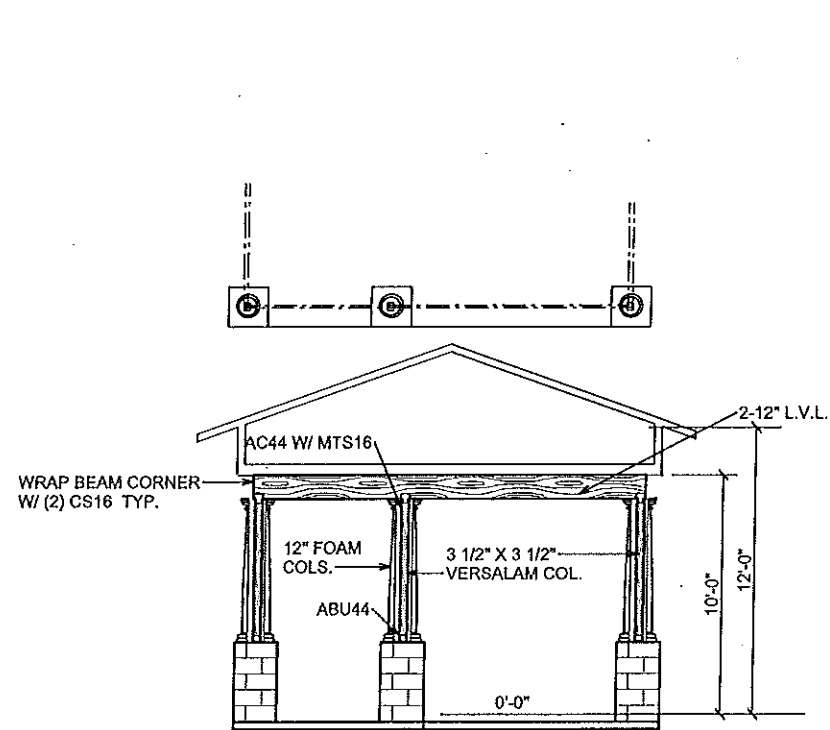 2-12" L.V.L.
AC44 W/ MTS16
WRAP BEAM CORNER
W/ (2) CS16 TYP.
12" FOAM
COLS.
3 1/2" X 3 1/2"
VERSALAM COL.
ABU44
10'-0"
12'-0"
0'-0"